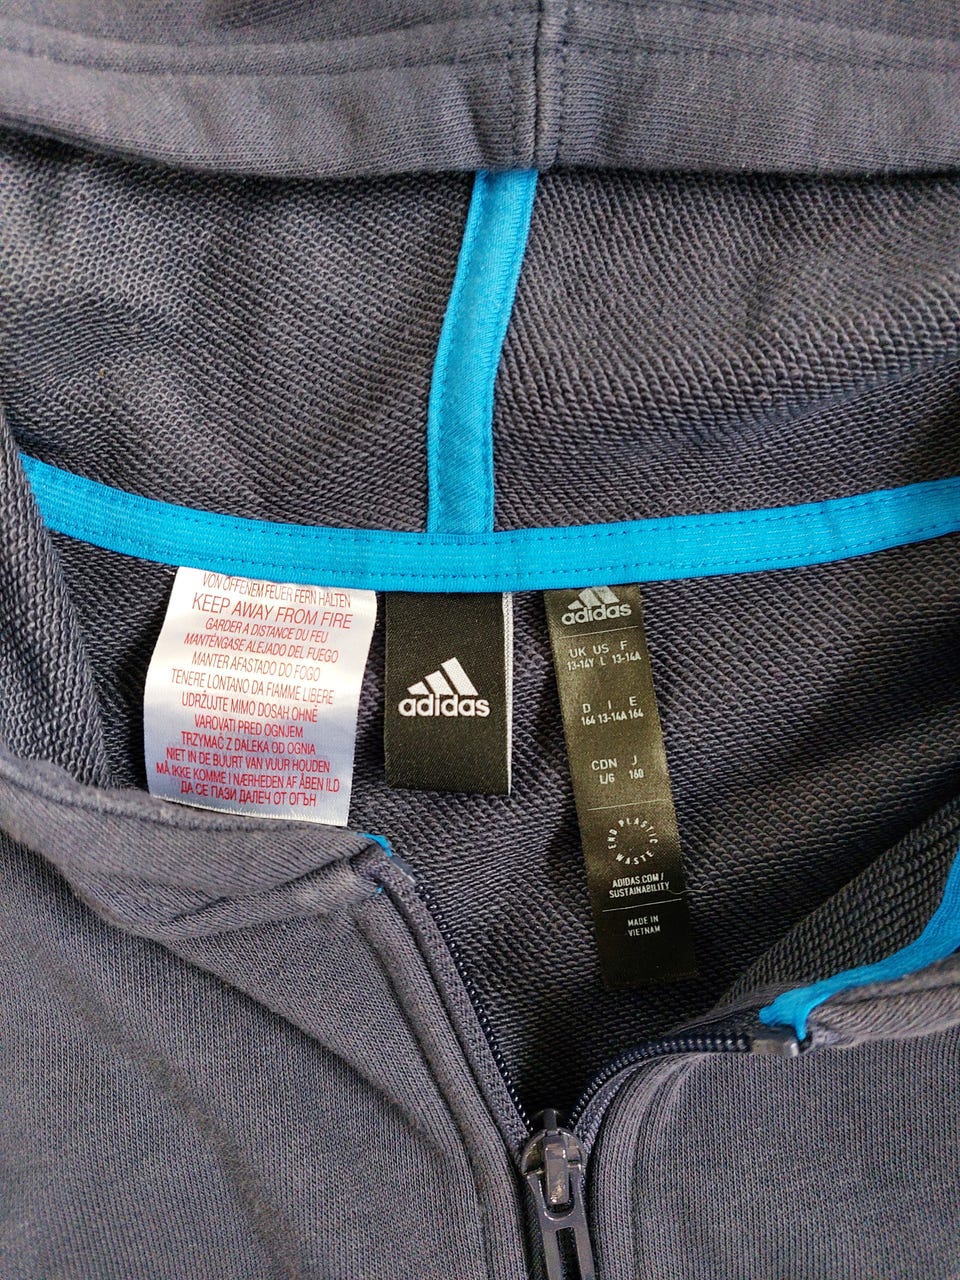 VON OFFENEM FEUER FERN HALTEN
KEEP AWAY FROM FIRE
GARDER A DISTANCE DU FEU
MANTÉNGASE ALEJADO DEL FUEGO
MANTER AFASTADO DO FOGO
TENERE LONTANO DA FIAMME LIBERE
UDRŽUJTE MIMO DOSAH OHNĚ
VAROVATI PRED OGNJEM
TRZYMAĆ Z DALEKA OD OGNIA
NIET IN DE BUURT VAN VUUR HOUDEN
MÅ IKKE KOMME I NÆRHEDEN AF ÅBEN ILD
ДА СЕ ПАЗИ ДАЛЕЧ ОТ ОГЪН
adidas
adidas
UK US F
13-14Y L 13-14A
D I E
164 13-14A 164
CDN J
L/G 160
END PLASTIC WASTE
ADIDAS.COM/
SUSTAINABILITY
MADE IN
VIETNAM